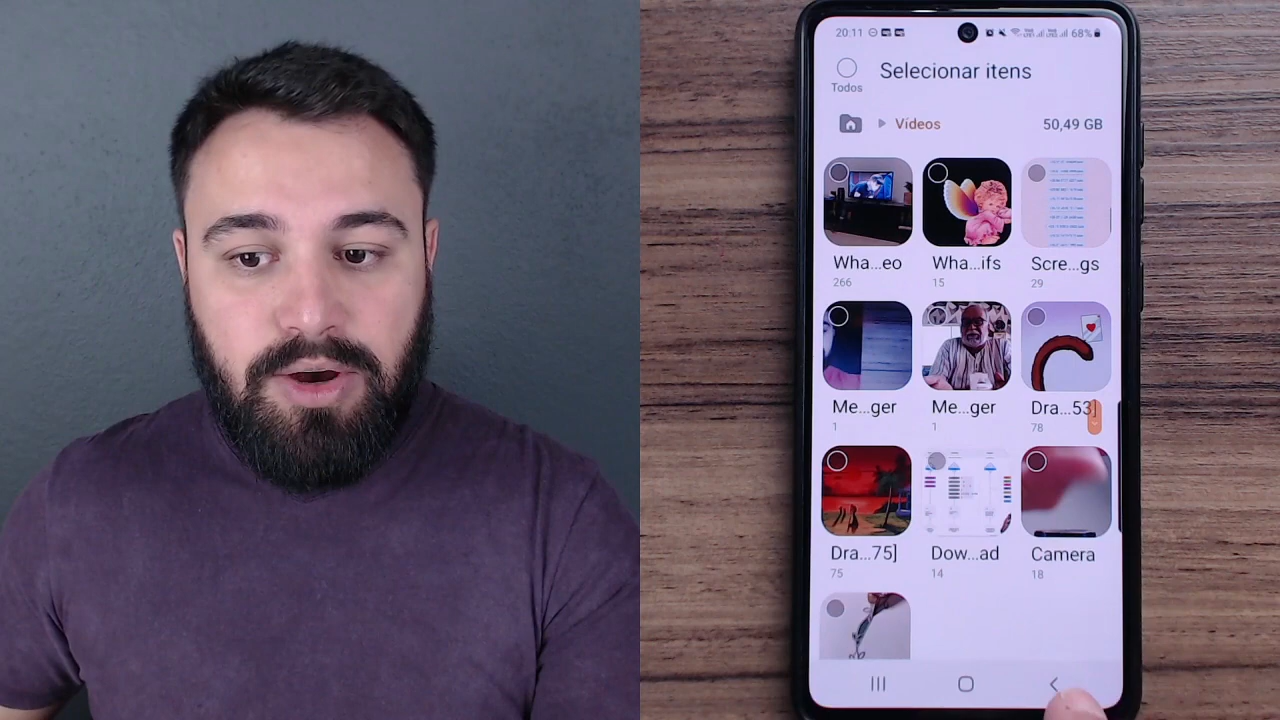 20:11
68%
Selecionar itens
Todos
Vídeos
50,49 GB
Wha...eo
Wha...ifs
Scre...gs
266
15
29
Me...ger
Me...ger
Dra...53]
1
1
78
Dra...75]
Dow...ad
Camera
75
14
18